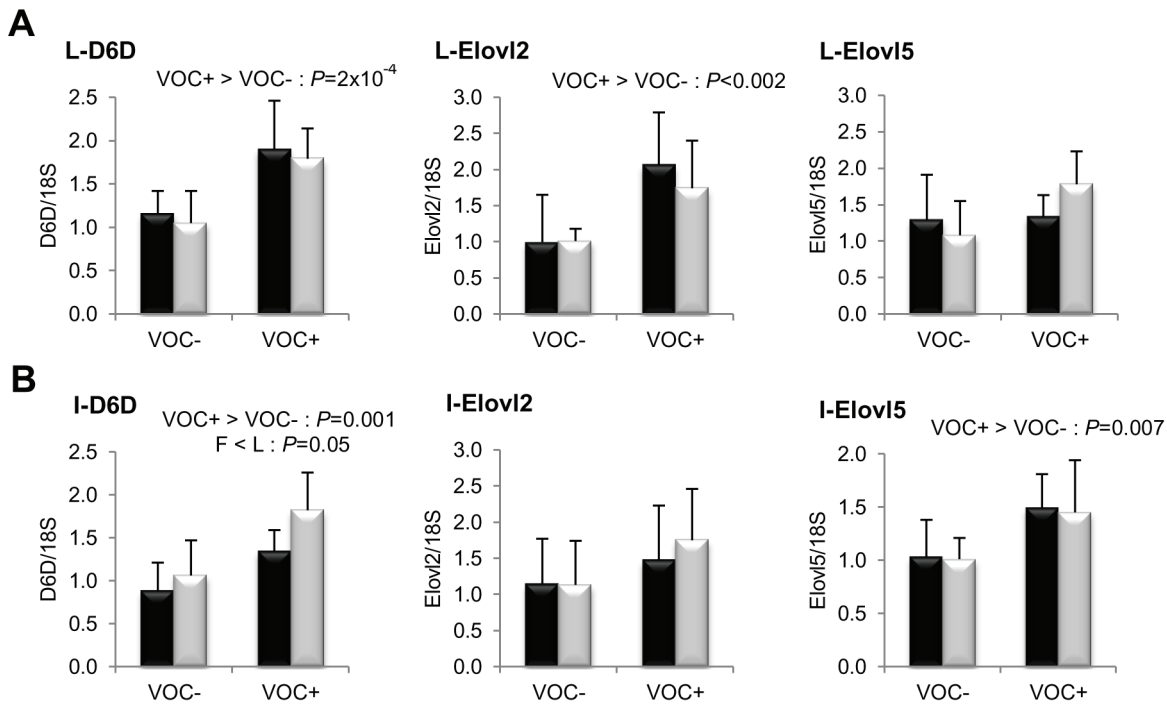 A
L-D6D
VOC+ > VOC- : P=2x10⁻⁴
D6D/18S
2.5
2.0
1.5
1.0
0.5
0.0
VOC-
VOC+
L-Elovl2
VOC+ > VOC- : P<0.002
Elovl2/18S
3.0
2.5
2.0
1.5
1.0
0.5
0.0
VOC-
VOC+
L-Elovl5
Elovl5/18S
3.0
2.5
2.0
1.5
1.0
0.5
0.0
VOC-
VOC+
B
I-D6D
VOC+ > VOC- : P=0.001
F < L : P=0.05
D6D/18S
2.5
2.0
1.5
1.0
0.5
0.0
VOC-
VOC+
I-Elovl2
Elovl2/18S
3.0
2.5
2.0
1.5
1.0
0.5
0.0
VOC-
VOC+
I-Elovl5
VOC+ > VOC- : P=0.007
Elovl5/18S
2.0
1.5
1.0
0.5
0.0
VOC-
VOC+